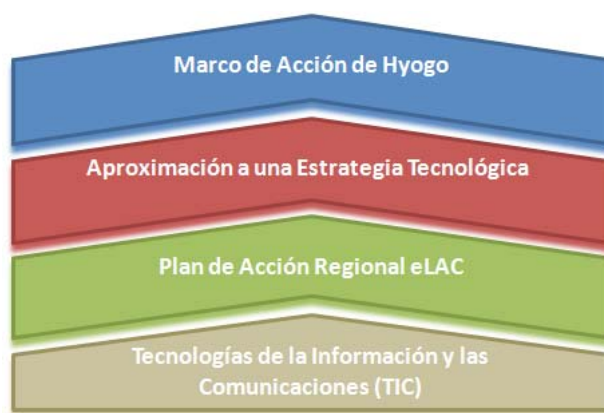 Marco de Acción de Hyogo
Aproximación a una Estrategia Tecnológica
Plan de Acción Regional eLAC
Tecnologías de la Información y las
Comunicaciones (TIC)